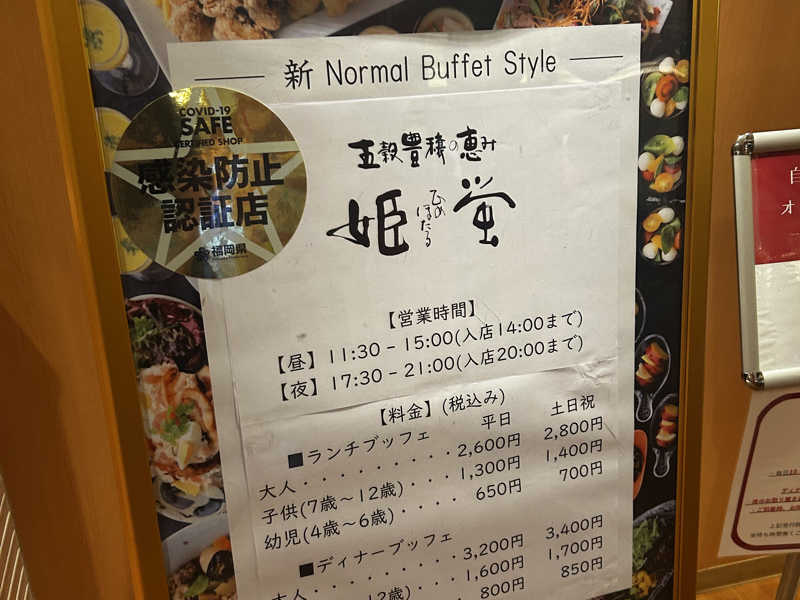 新 Normal Buffet Style
COVID-19
SAFE
CERTIFIED SHOP
感染防止
認証店
福岡県
五穀豊穣の恵み
姫蛍
ひめ
ほたる
【営業時間】
【昼】11:30 - 15:00(入店14:00まで)
【夜】17:30 - 21:00(入店20:00まで)
【料金】(税込み)
平日 土日祝
■ランチブッフェ
大人・・・・・・・・・2,600円 2,800円
子供(7歳～12歳)・・・・1,300円 1,400円
幼児(4歳～6歳)・・・・ 650円 700円
■ディナーブッフェ
大人・・・・・・・・・3,200円 3,400円
12歳)・・・・1,600円 1,700円
800円 850円
自
オ